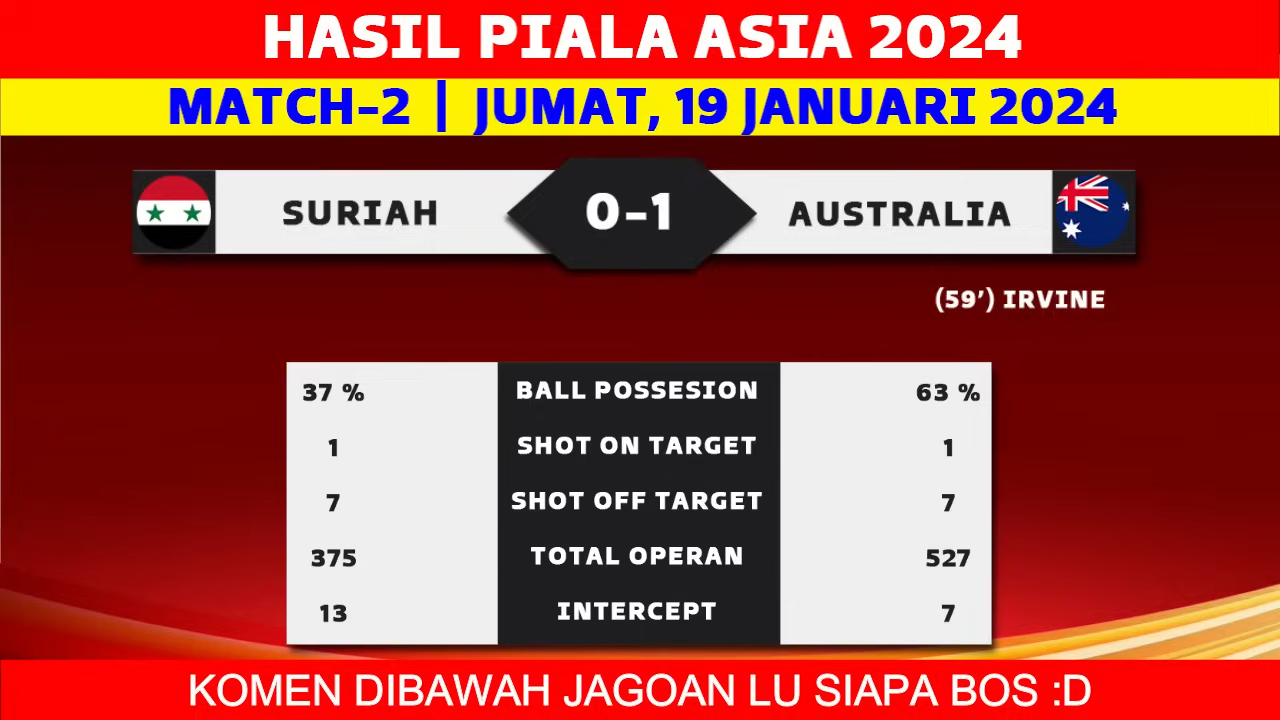 HASIL PIALA ASIA 2024
MATCH-2 | JUMAT, 19 JANUARI 2024
SURIAH 0-1 AUSTRALIA
(59') IRVINE
37 % BALL POSSESION 63 %
1 SHOT ON TARGET 1
7 SHOT OFF TARGET 7
375 TOTAL OPERAN 527
13 INTERCEPT 7
KOMEN DIBAWAH JAGOAN LU SIAPA BOS :D